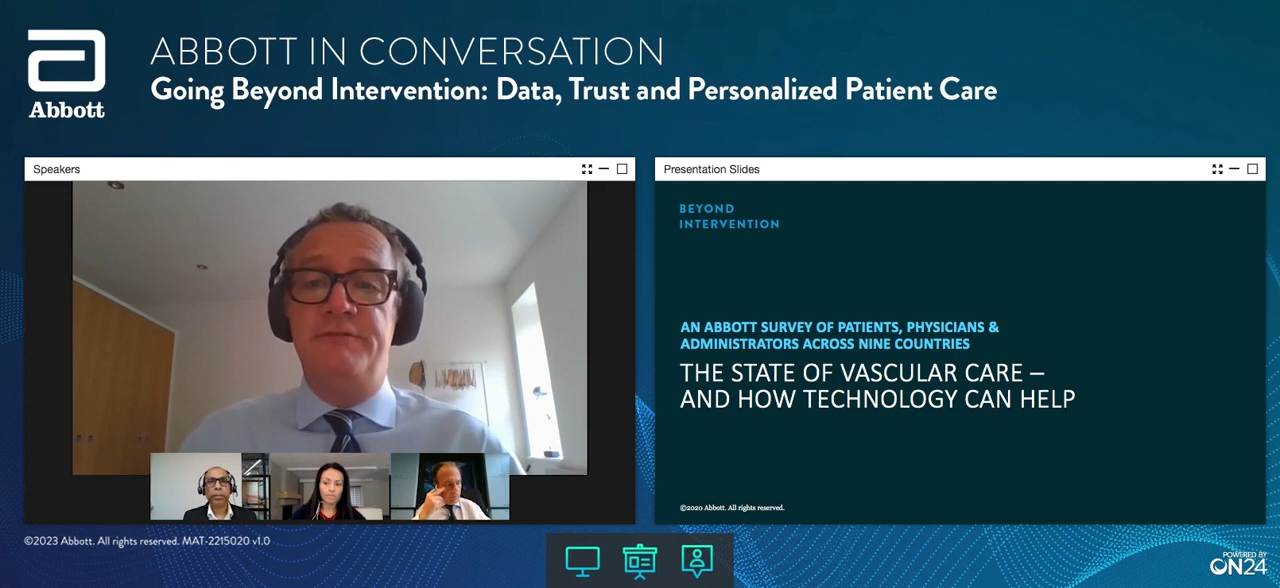 Abbott
ABBOTT IN CONVERSATION
Going Beyond Intervention: Data, Trust and Personalized Patient Care
Speakers
Presentation Slides
BEYOND
INTERVENTION
AN ABBOTT SURVEY OF PATIENTS, PHYSICIANS &
ADMINISTRATORS ACROSS NINE COUNTRIES
THE STATE OF VASCULAR CARE –
AND HOW TECHNOLOGY CAN HELP
©2020 Abbott. All rights reserved.
©2023 Abbott. All rights reserved. MAT-2215020 v1.0
POWERED BY
ON24